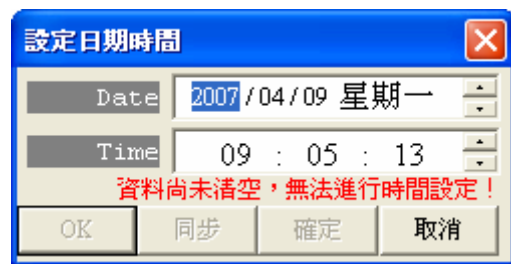 設定日期時間
Date 2007/04/09 星期一
Time 09 : 05 : 13
資料尚未清空，無法進行時間設定！
OK 同步 確定 取消